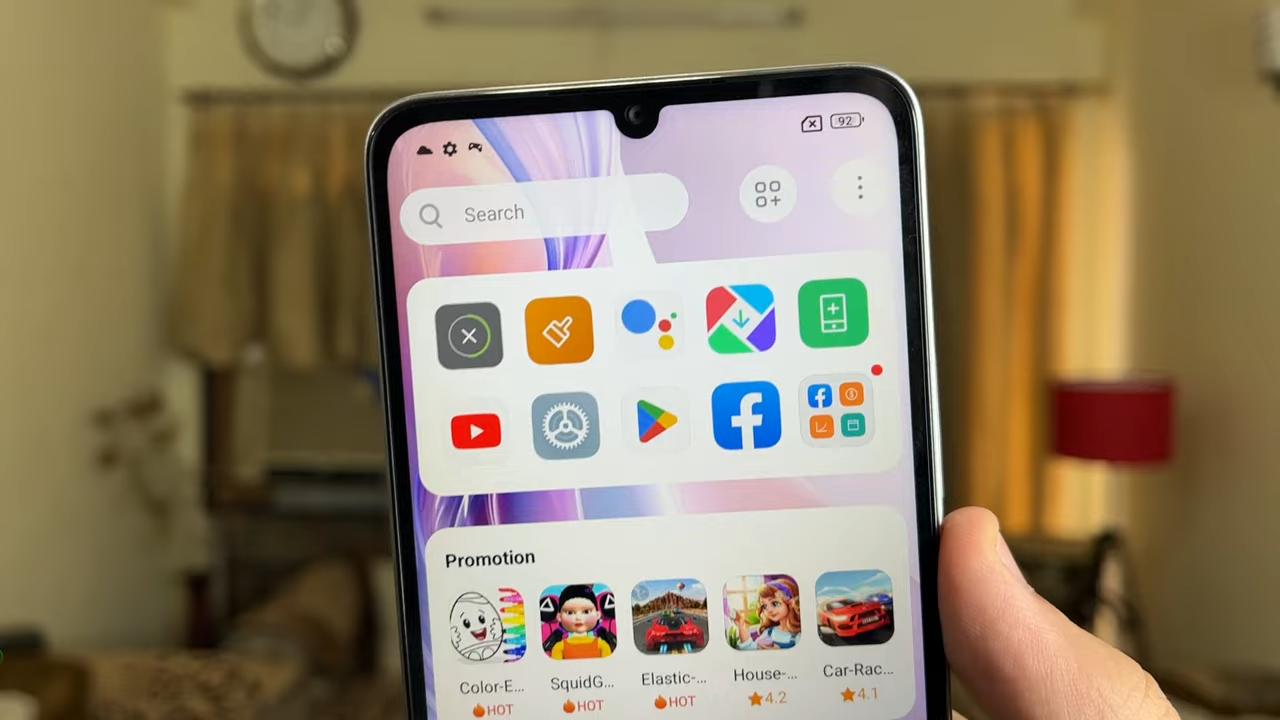 92
Search
Promotion
Color-E...
SquidG...
Elastic-...
House-...
Car-Rac...
HOT
HOT
HOT
4.2
4.1